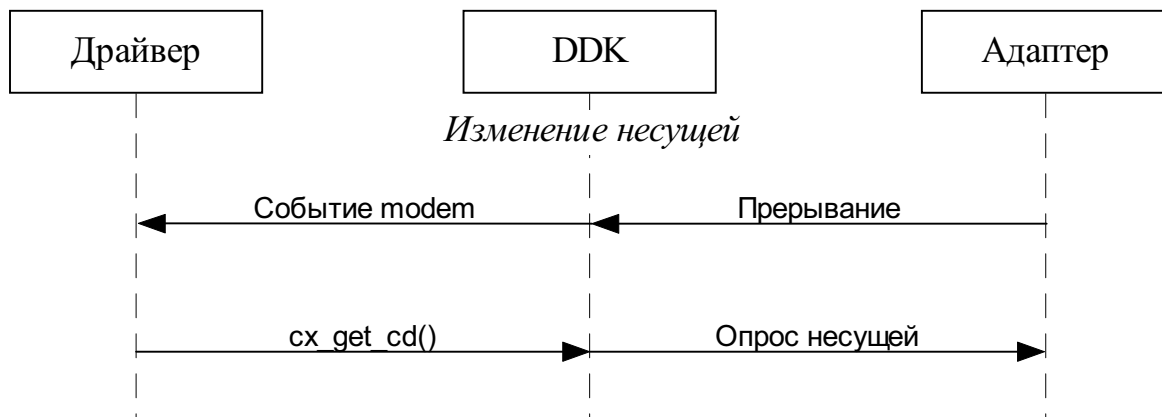 Драйвер DDK Адаптер
Изменение несущей
Событие modem Прерывание
cx_get_cd() Опрос несущей